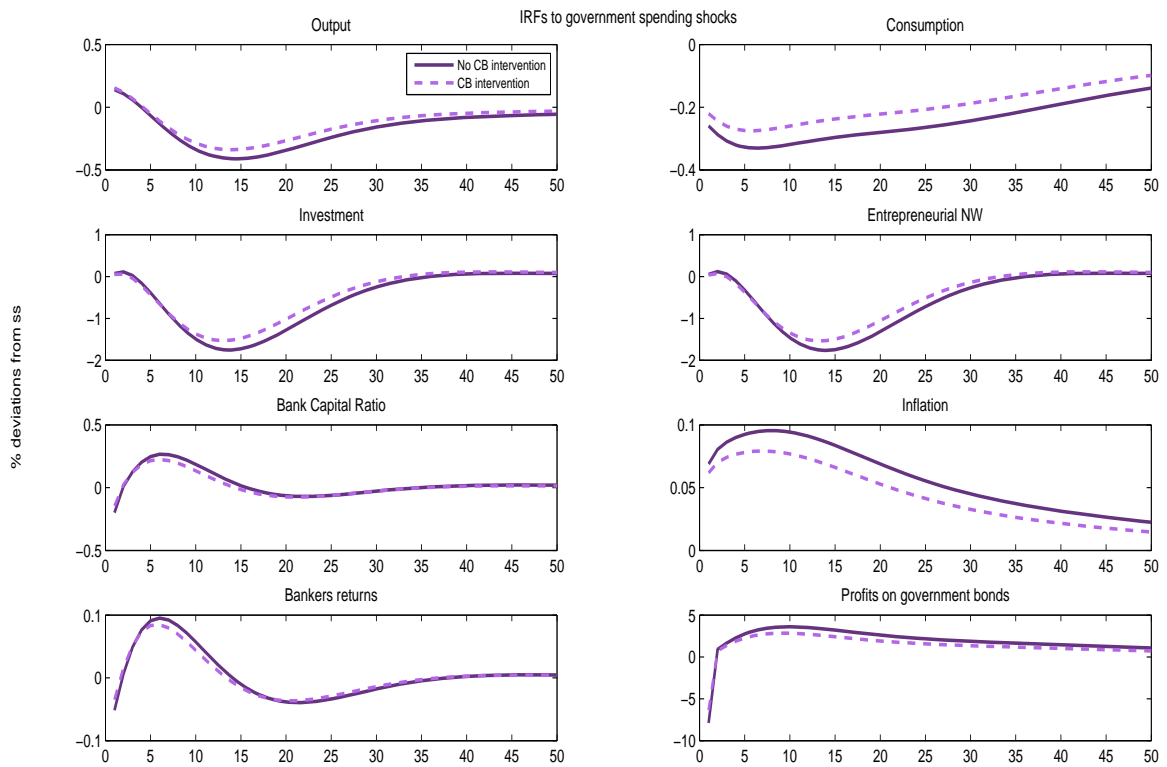 IRFs to government spending shocks
Output
0.5
0
−0.5
0 5 10 15 20 25 30 35 40 45 50
No CB intervention
CB intervention
Consumption
0
−0.2
−0.4
0 5 10 15 20 25 30 35 40 45 50
Investment
1
0
−1
−2
0 5 10 15 20 25 30 35 40 45 50
Entrepreneurial NW
1
0
−1
−2
0 5 10 15 20 25 30 35 40 45 50
% deviations from ss
Bank Capital Ratio
0.5
0
−0.5
0 5 10 15 20 25 30 35 40 45 50
Inflation
0.1
0.05
0
0 5 10 15 20 25 30 35 40 45 50
Bankers returns
0.1
0
−0.1
0 5 10 15 20 25 30 35 40 45 50
Profits on government bonds
5
0
−5
−10
0 5 10 15 20 25 30 35 40 45 50